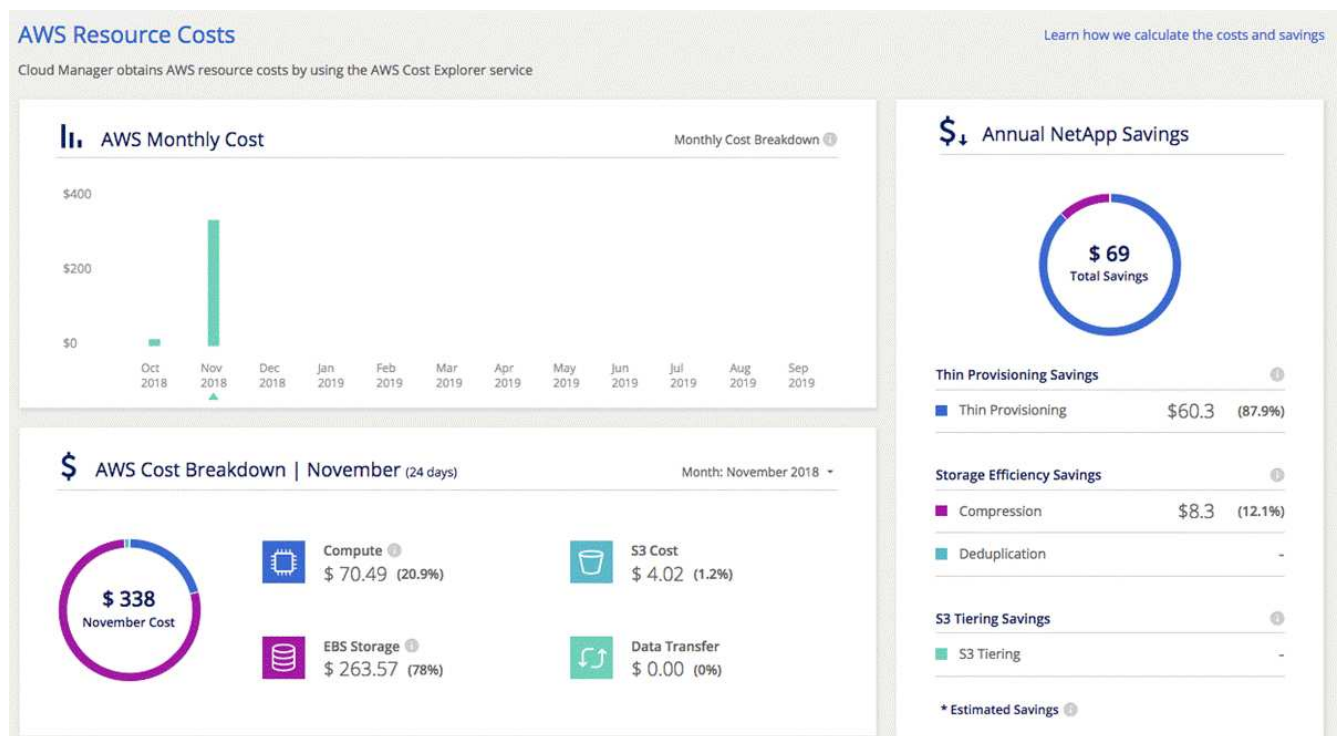 AWS Resource Costs
Learn how we calculate the costs and savings
Cloud Manager obtains AWS resource costs by using the AWS Cost Explorer service
AWS Monthly Cost
Monthly Cost Breakdown
$400
$200
$0
Oct 2018
Nov 2018
Dec 2018
Jan 2019
Feb 2019
Mar 2019
Apr 2019
May 2019
Jun 2019
Jul 2019
Aug 2019
Sep 2019
AWS Cost Breakdown | November (24 days)
Month: November 2018
$ 338
November Cost
Compute
$ 70.49 (20.9%)
S3 Cost
$ 4.02 (1.2%)
EBS Storage
$ 263.57 (78%)
Data Transfer
$ 0.00 (0%)
Annual NetApp Savings
$ 69
Total Savings
Thin Provisioning Savings
Thin Provisioning $60.3 (87.9%)
Storage Efficiency Savings
Compression $8.3 (12.1%)
Deduplication -
S3 Tiering Savings
S3 Tiering -
* Estimated Savings